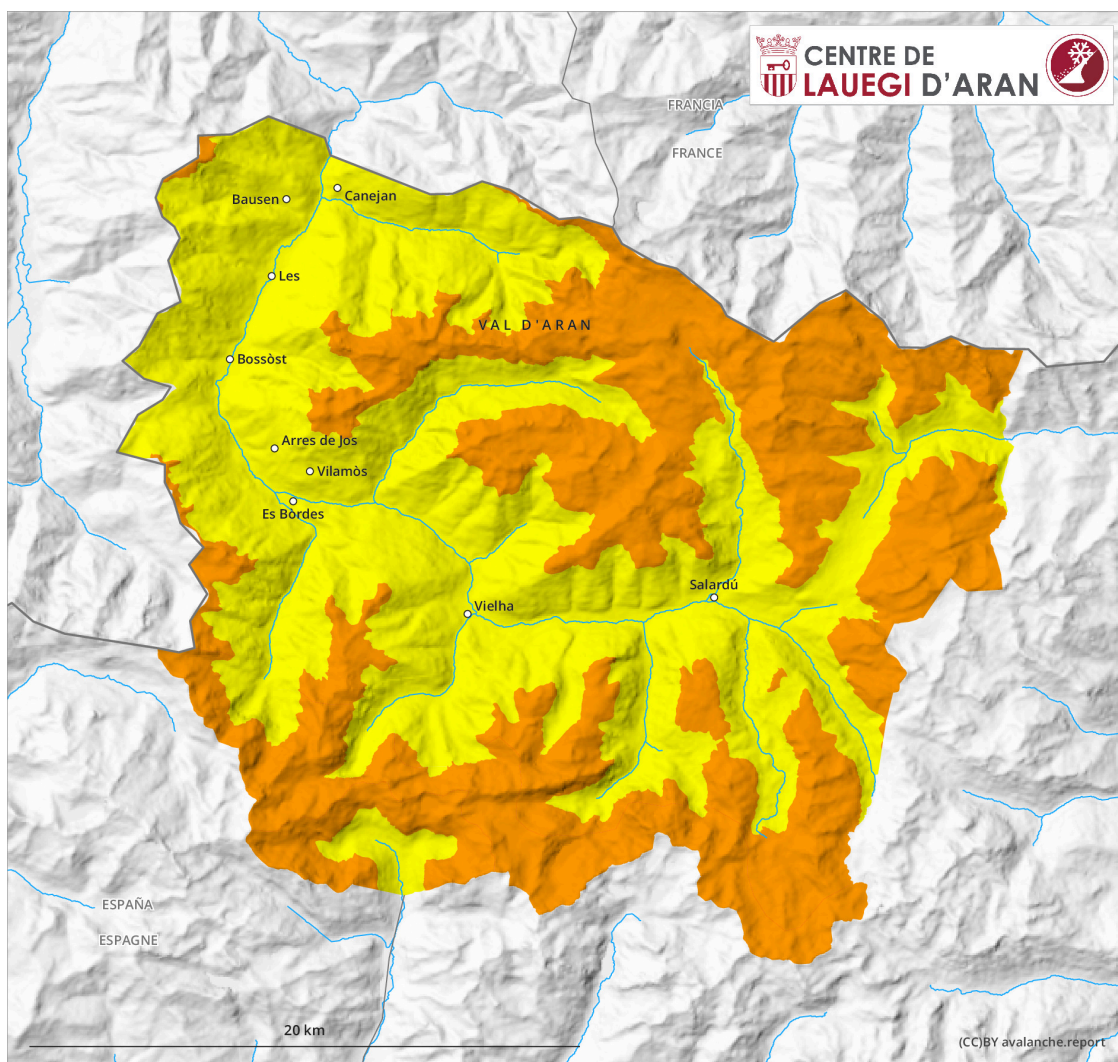 CENTRE DE
LAUEGI D'ARAN
FRANCIA
FRANCE
Bausen
Canejan
Les
VAL D'ARAN
Bossòst
Arres de Jos
Vilamòs
Es Bòrdes
Salardú
Vielha
ESPAÑA
ESPAGNE
20 km
(CC)BY avalanche.report